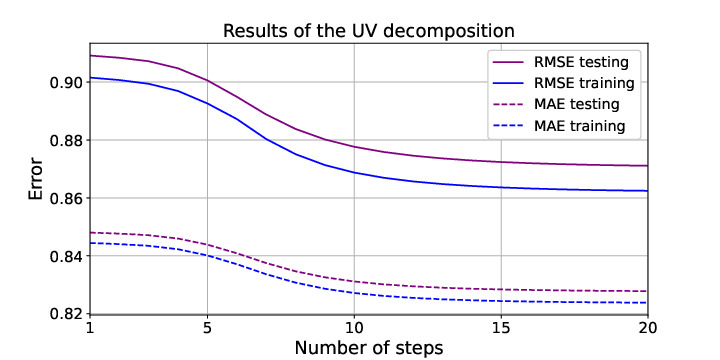 Results of the UV decomposition
RMSE testing
RMSE training
MAE testing
MAE training
Error
0.90
0.88
0.86
0.84
0.82
1 5 10 15 20
Number of steps